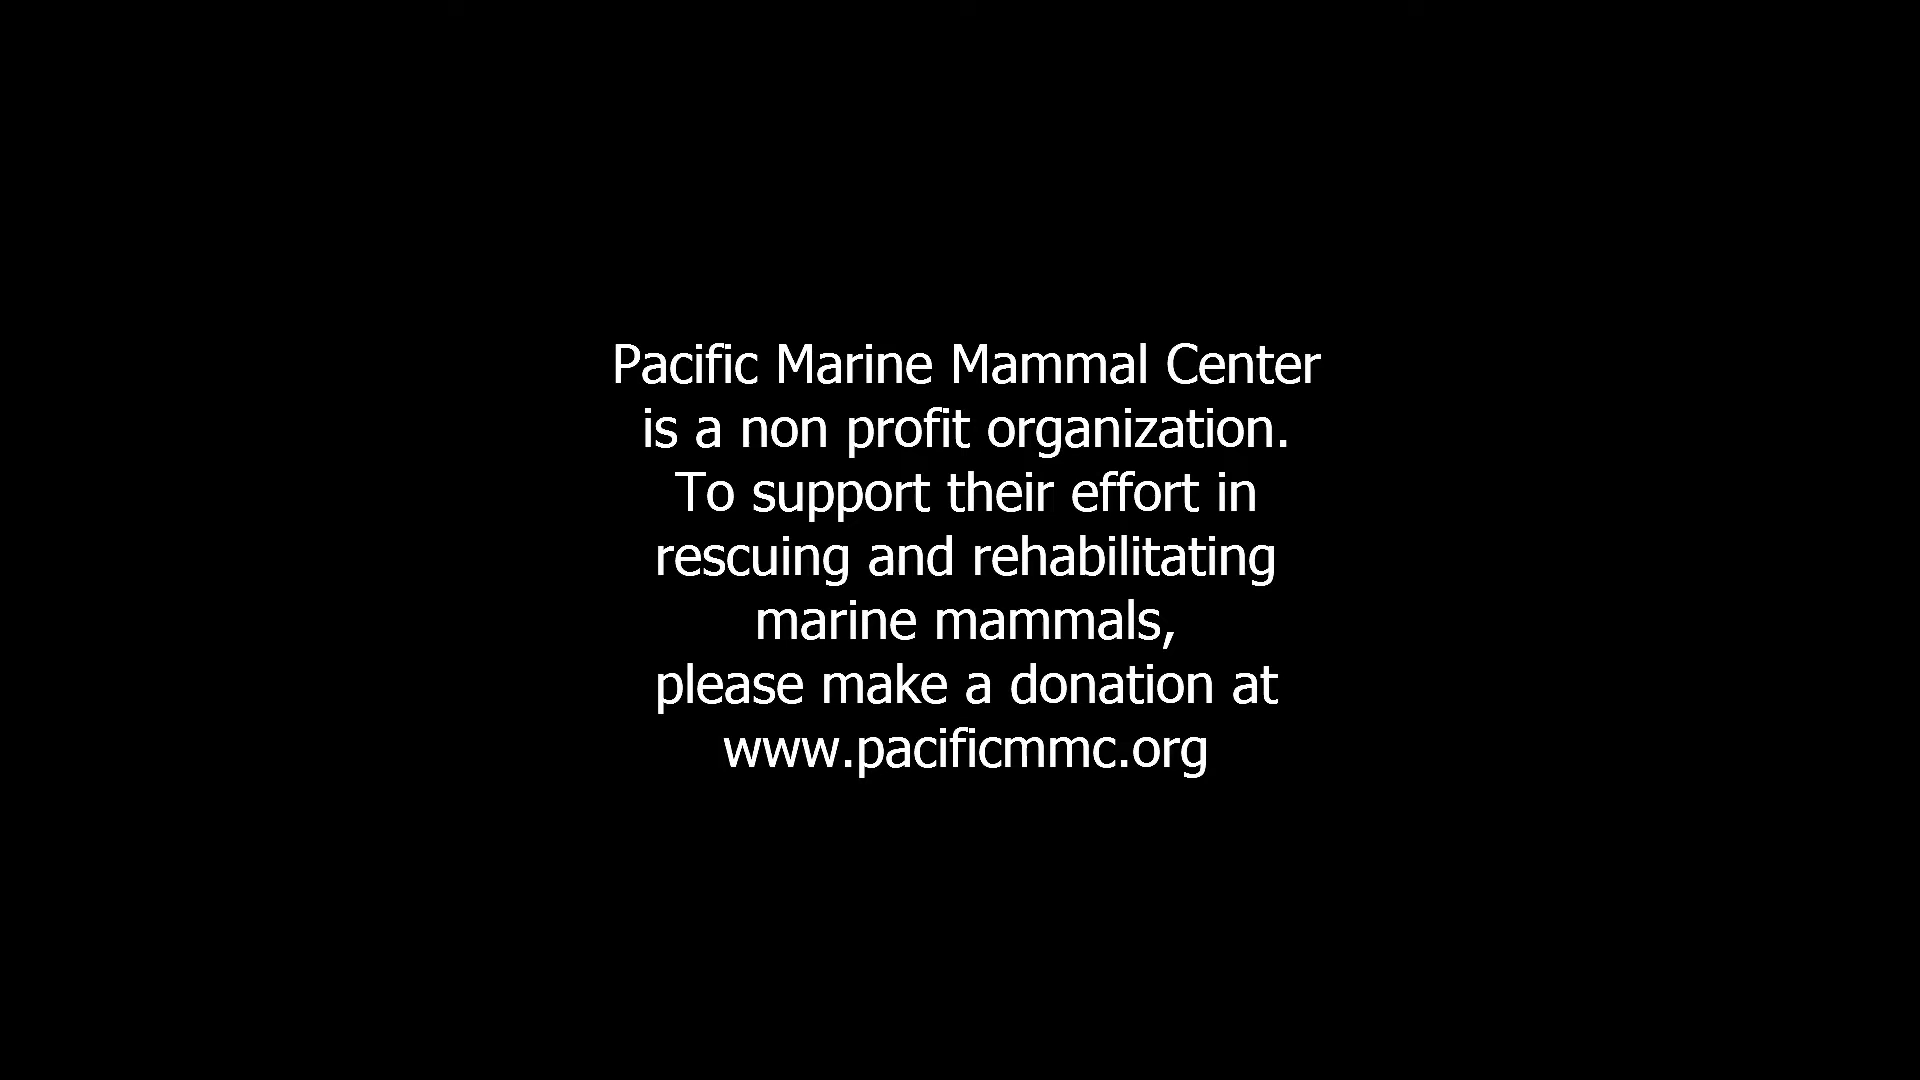 Pacific Marine Mammal Center
is a non profit organization.
To support their effort in
rescuing and rehabilitating
marine mammals,
please make a donation at
www.pacificmmc.org